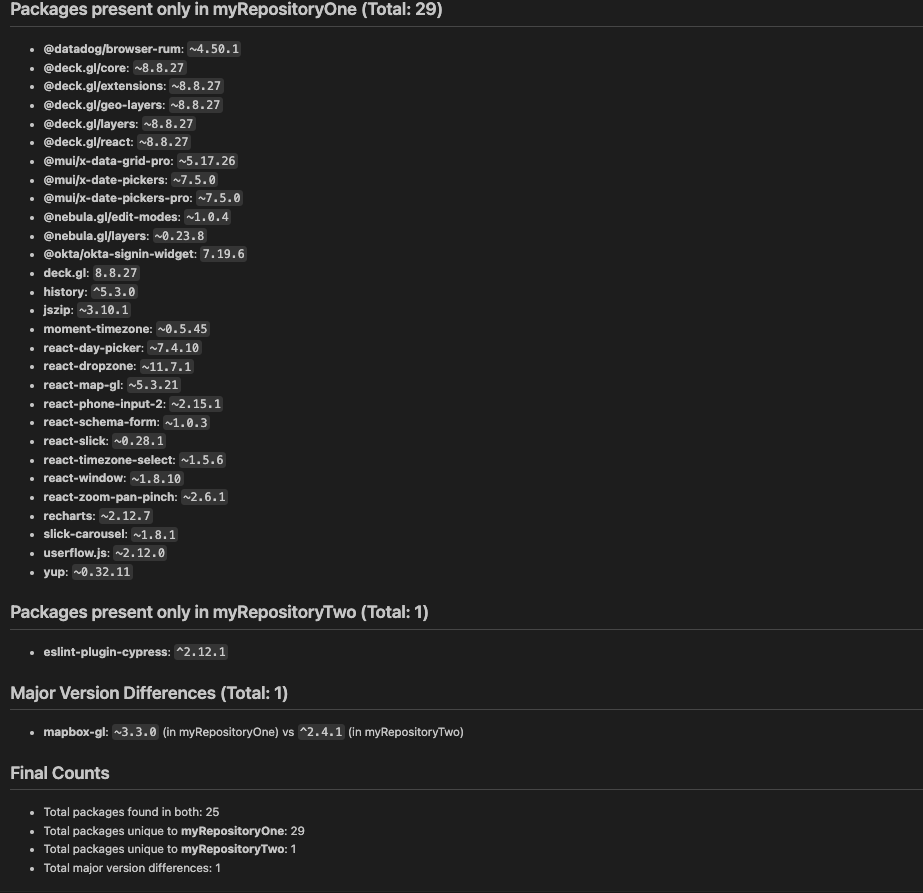 Packages present only in myRepositoryOne (Total: 29)
• @datadog/browser-rum: ~4.50.1
• @deck.gl/core: ~8.8.27
• @deck.gl/extensions: ~8.8.27
• @deck.gl/geo-layers: ~8.8.27
• @deck.gl/layers: ~8.8.27
• @deck.gl/react: ~8.8.27
• @mui/x-data-grid-pro: ~5.17.26
• @mui/x-date-pickers: ~7.5.0
• @mui/x-date-pickers-pro: ~7.5.0
• @nebula.gl/edit-modes: ~1.0.4
• @nebula.gl/layers: ~0.23.8
• @okta/okta-signin-widget: 7.19.6
• deck.gl: 8.8.27
• history: ^5.3.0
• jszip: ~3.10.1
• moment-timezone: ~0.5.45
• react-day-picker: ~7.4.10
• react-dropzone: ~11.7.1
• react-map-gl: ~5.3.21
• react-phone-input-2: ~2.15.1
• react-schema-form: ~1.0.3
• react-slick: ~0.28.1
• react-timezone-select: ~1.5.6
• react-window: ~1.8.10
• react-zoom-pan-pinch: ~2.6.1
• recharts: ~2.12.7
• slick-carousel: ~1.8.1
• userflow.js: ~2.12.0
• yup: ~0.32.11
Packages present only in myRepositoryTwo (Total: 1)
• eslint-plugin-cypress: ^2.12.1
Major Version Differences (Total: 1)
• mapbox-gl: ~3.3.0 (in myRepositoryOne) vs ^2.4.1 (in myRepositoryTwo)
Final Counts
• Total packages found in both: 25
• Total packages unique to myRepositoryOne: 29
• Total packages unique to myRepositoryTwo: 1
• Total major version differences: 1